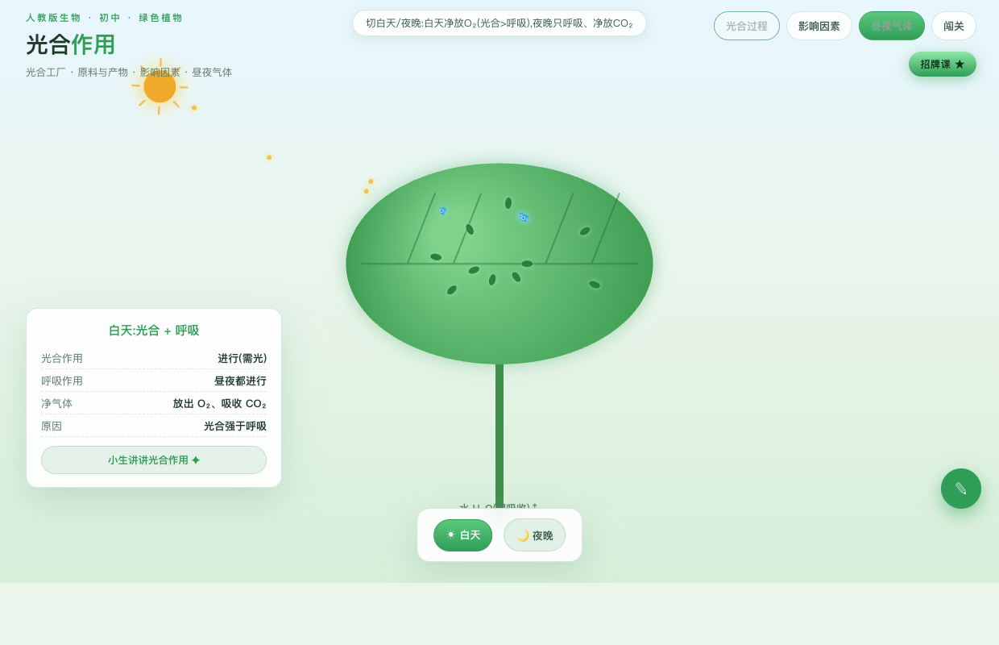 人教版生物 · 初中 · 绿色植物
光合作用
光合工厂 · 原料与产物 · 影响因素 · 昼夜气体
切白天/夜晚:白天净放O₂(光合>呼吸),夜晚只呼吸、净放CO₂
光合过程
影响因素
昼夜气体
闯关
招牌课 ★
白天:光合 + 呼吸
光合作用 进行(需光)
呼吸作用 昼夜都进行
净气体 放出 O₂、吸收 CO₂
原因 光合强于呼吸
小生讲讲光合作用 ✦
☀ 白天
🌙 夜晚